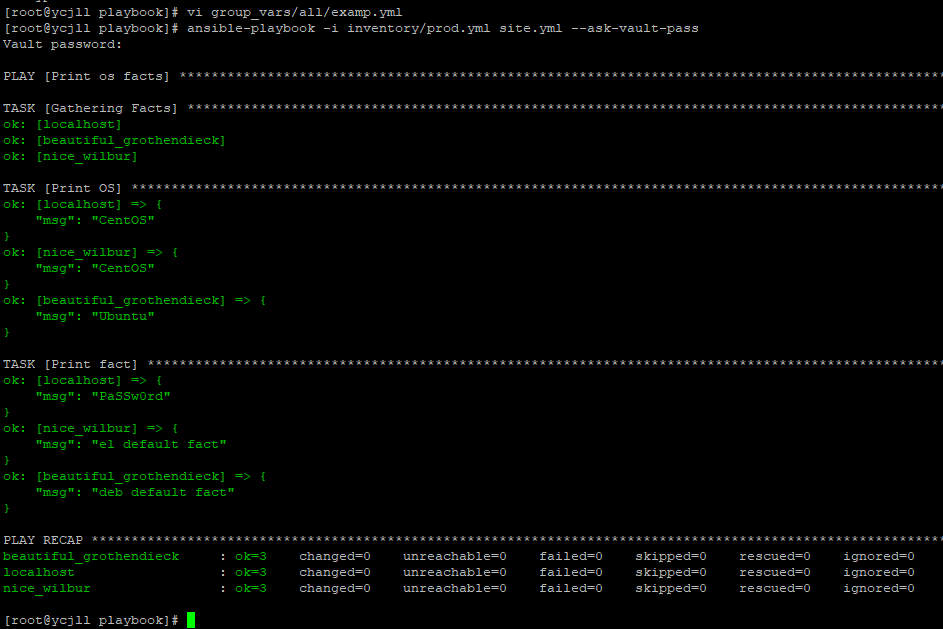 [root@ycjll playbook]# vi group_vars/all/examp.yml
[root@ycjll playbook]# ansible-playbook -i inventory/prod.yml site.yml --ask-vault-pass
Vault password:
PLAY [Print os facts] ************************************************************************************************
TASK [Gathering Facts] ***********************************************************************************************
ok: [localhost]
ok: [beautiful_grothendieck]
ok: [nice_wilbur]
TASK [Print OS] ******************************************************************************************************
ok: [localhost] => {
    "msg": "CentOS"
}
ok: [nice_wilbur] => {
    "msg": "CentOS"
}
ok: [beautiful_grothendieck] => {
    "msg": "Ubuntu"
}
TASK [Print fact] ****************************************************************************************************
ok: [localhost] => {
    "msg": "PaSSw0rd"
}
ok: [nice_wilbur] => {
    "msg": "el default fact"
}
ok: [beautiful_grothendieck] => {
    "msg": "deb default fact"
}
PLAY RECAP ***********************************************************************************************************
beautiful_grothendieck     : ok=3    changed=0    unreachable=0    failed=0    skipped=0    rescued=0    ignored=0
localhost                  : ok=3    changed=0    unreachable=0    failed=0    skipped=0    rescued=0    ignored=0
nice_wilbur                : ok=3    changed=0    unreachable=0    failed=0    skipped=0    rescued=0    ignored=0
[root@ycjll playbook]#